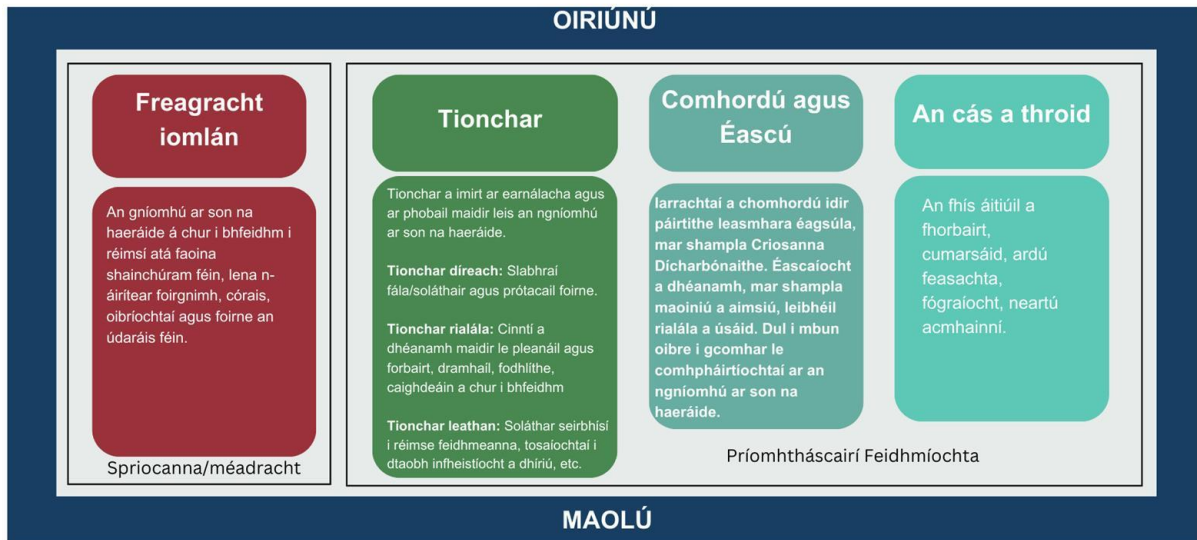 OIRIÚNÚ
Freagracht
iomlán
An gníomhú ar son na
haeráide á chur i bhfeidhm i
réimsí atá faoina
shainchúram féin, lena n-
áirítear foirgnimh, córais,
oibríochtaí agus foirne an
údaráis féin.
Spriocanna/méadracht
Tionchar
Tionchar a imirt ar earnálacha agus
ar phobail maidir leis an ngníomhú
ar son na haeráide.
Tionchar díreach: Slabhraí
fála/soláthair agus prótacail foirne.
Tionchar rialála: Cinntí a
dhéanamh maidir le pleanáil agus
forbairt, dramhaíl, fodhlíthe,
caighdeáin a chur i bhfeidhm
Tionchar leathan: Soláthar seirbhísí
i réimse feidhmeanna, tosaíochtaí i
dtaobh infheistíocht a dhíriú, etc.
Comhordú agus
Éascú
Iarrachtaí a chomhordú idir
páirtithe leasmhara éagsúla,
mar shampla Criosanna
Dícharbónaithe. Éascaíocht
a dhéanamh, mar shampla
maoiniú a aimsiú, leibhéil
rialála a úsáid. Dul i mbun
oibre i gcomhar le
comhpháirtíochtaí ar an
ngníomhú ar son na
haeráide.
An cás a throid
An fhís áitiúil a
fhorbairt,
cumarsáid, ardú
feasachta,
fógraíocht, neartú
acmhainní.
Príomhtháscairí Feidhmíochta
MAOLÚ